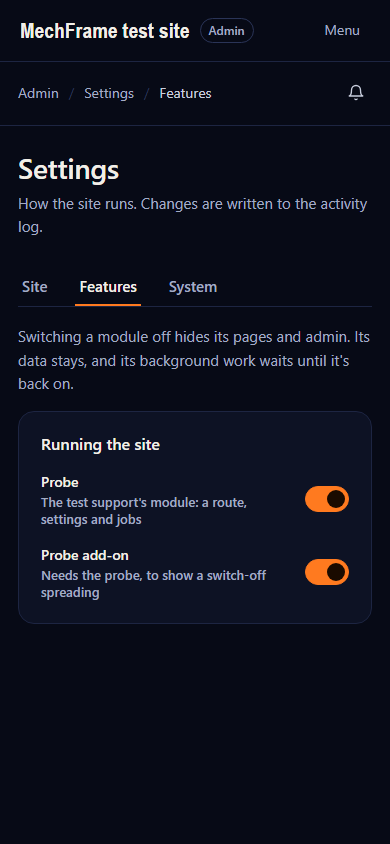 MechFrame test site Admin Menu
Admin / Settings / Features
Settings
How the site runs. Changes are written to the activity
log.
Site Features System
Switching a module off hides its pages and admin. Its
data stays, and its background work waits until it's
back on.
Running the site
Probe
The test support's module: a route,
settings and jobs
Probe add-on
Needs the probe, to show a switch-off
spreading